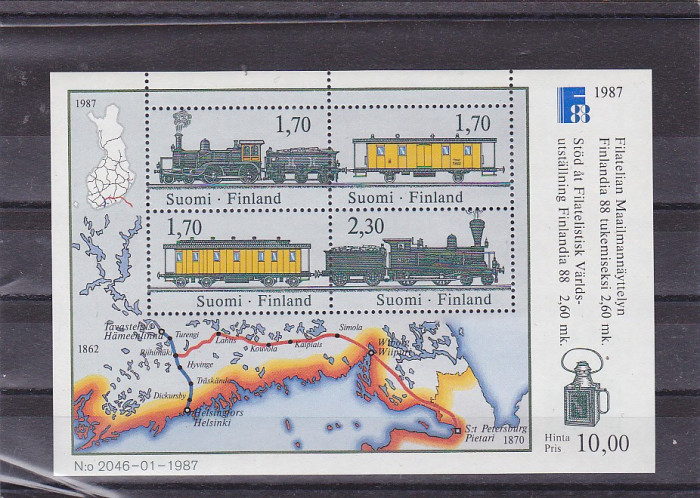 1987
1,70
1,70
Suomi · Finland
Suomi · Finland
1,70
2,30
Suomi · Finland
Suomi · Finland
1862
Tavastehus
Hämeenlinna
Turengi
Lahtis
Kouvola
Kaipiais
Simola
Wiborg
Wiipuri
Riihimäki
Hyvinge
Träskända
Dickursby
Helsingfors
Helsinki
S:t Petersburg
Pietari
1870
N:o 2046-01-1987
F 88
1987
Filatelian Maailmannäyttelyn
Finlandia 88 tukemiseksi 2,60 mk.
Stöd åt Filatelistisk Världs-
utställning Finlandia 88 2,60 mk.
Hinta
Pris 10,00